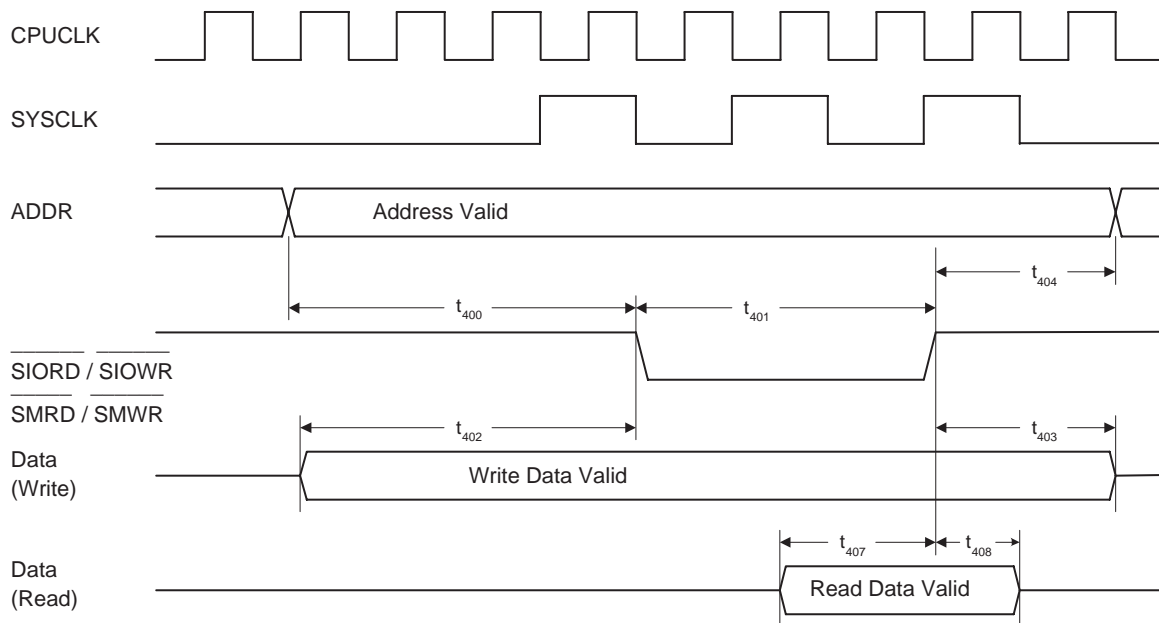 CPUCLK
SYSCLK
ADDR
Address Valid
t404
t400
t401
SIORD / SIOWR
SMRD / SMWR
t402
t403
Data
(Write)
Write Data Valid
t407
t408
Data
(Read)
Read Data Valid